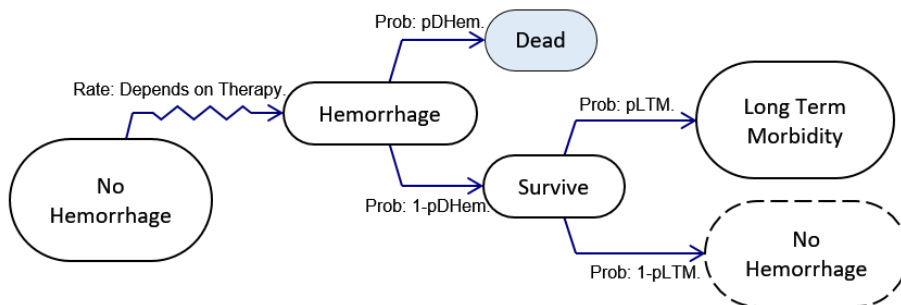 Prob: pDHem.
Dead
Rate: Depends on Therapy.
Hemorrhage
Prob: pLTM.
Long Term
Morbidity
No
Hemorrhage
Survive
Prob: 1-pDHem.
No
Hemorrhage
Prob: 1-pLTM.